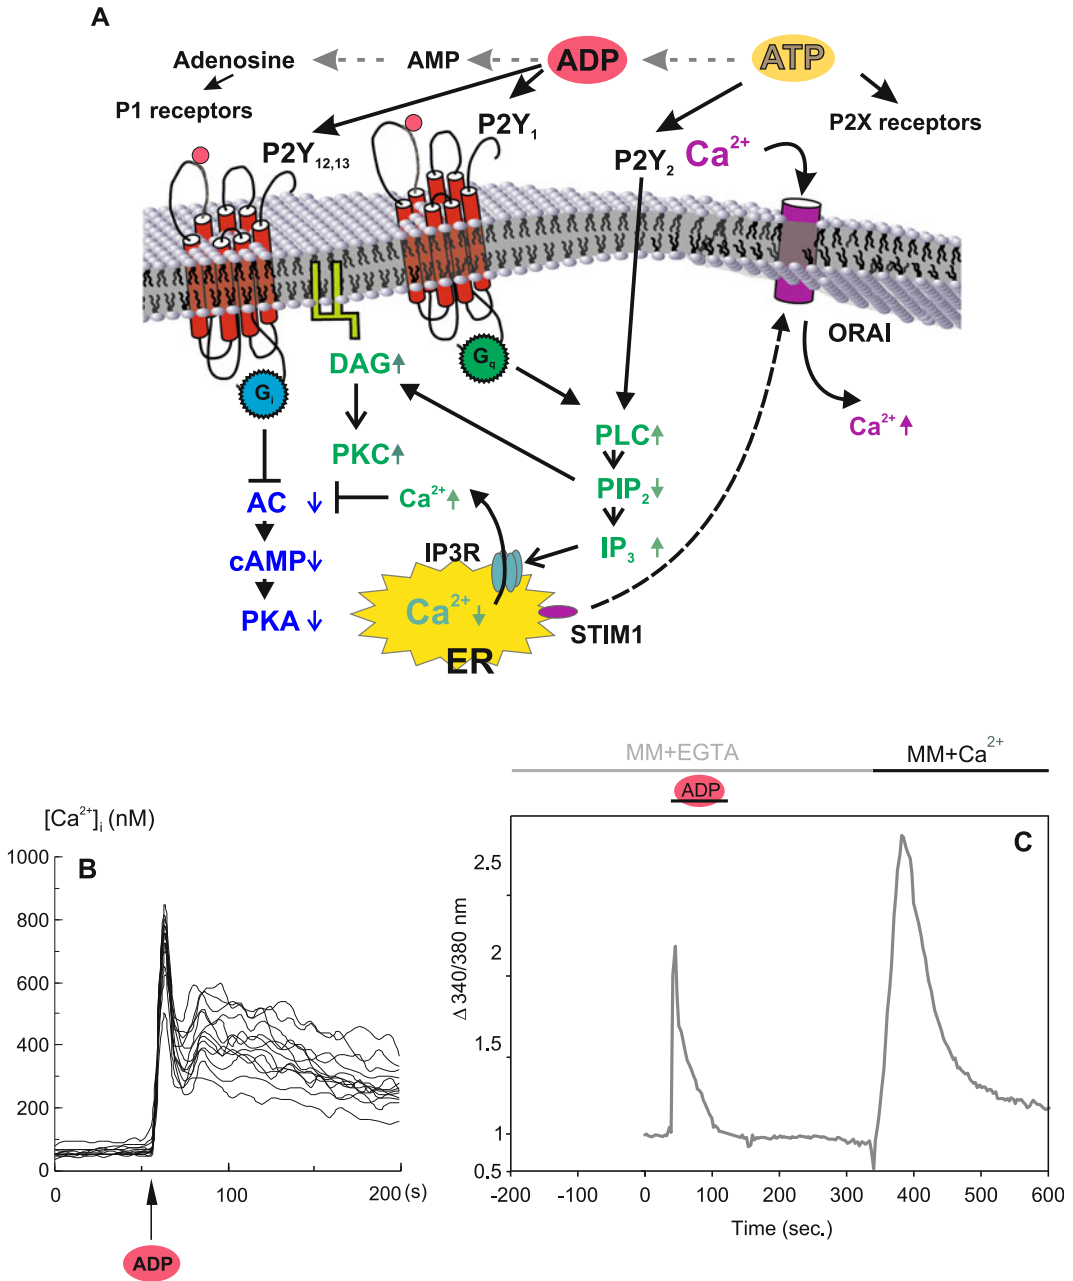 A
Adenosine AMP ADP ATP
P1 receptors P2Y12,13 P2Y1 P2Y2 Ca2+ P2X receptors
ORAI
Gi Gq
DAG
PKC
PLC
Ca2+
AC Ca2+ PIP2
cAMP IP3R IP3
PKA Ca2+ STIM1
ER
MM+EGTA MM+Ca2+
ADP
[Ca2+]i (nM)
B
1000
800
600
400
200
0
0 100 200 (s)
ADP
C
Δ 340/380 nm
2.5
2
1.5
1
0.5
-200 -100 0 100 200 300 400 500 600
Time (sec.)